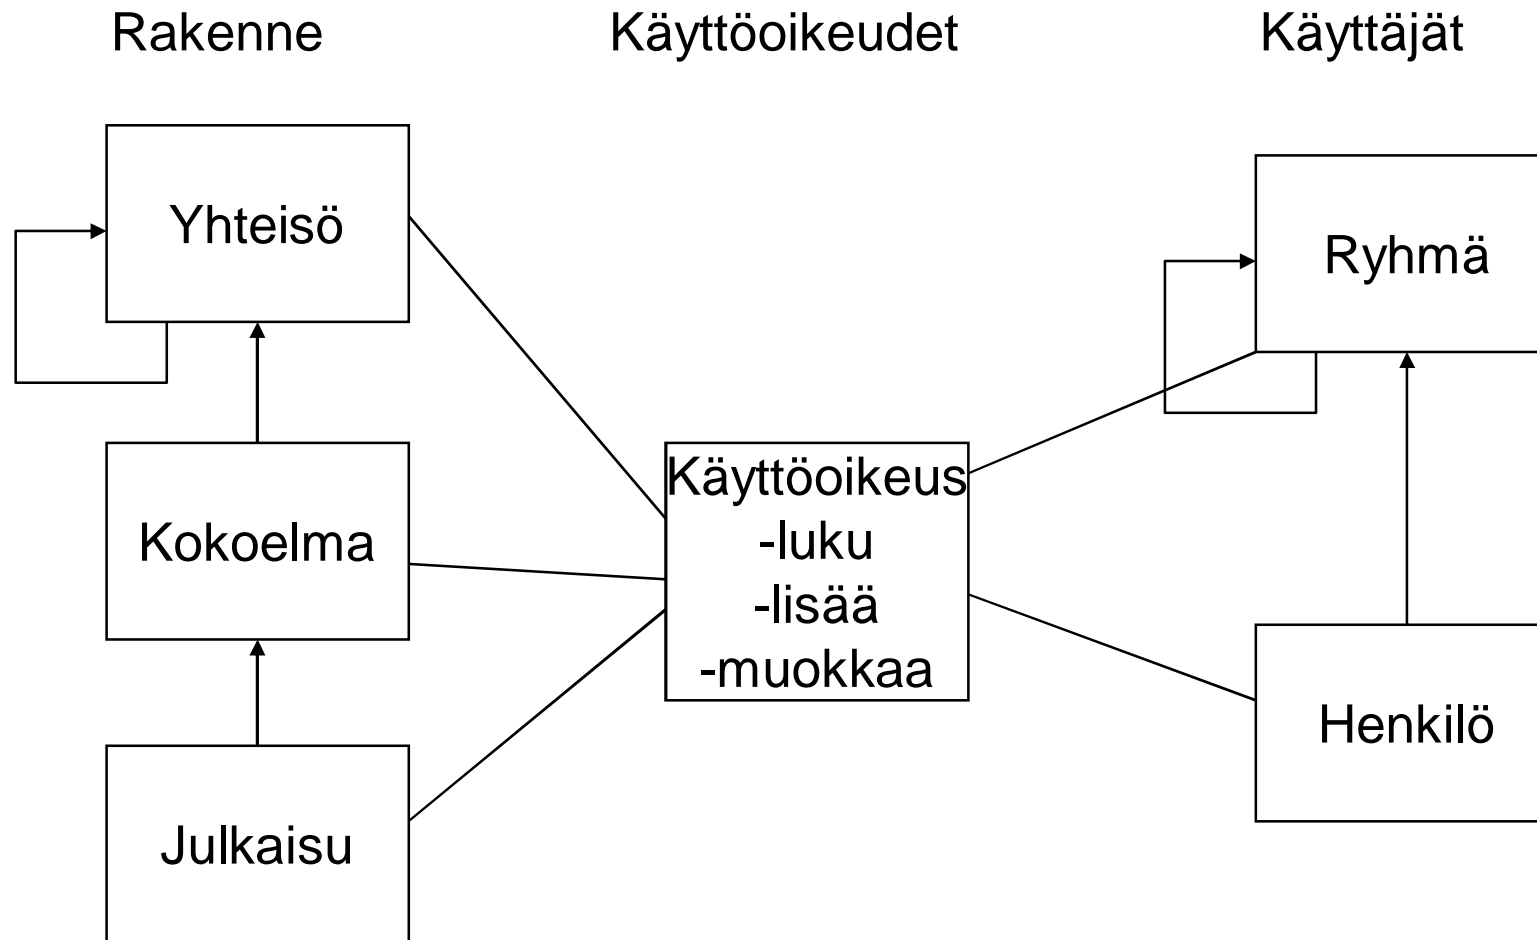 Rakenne
Käyttöoikeudet
Käyttäjät
Yhteisö
Kokoelma
Julkaisu
Käyttöoikeus
-luku
-lisää
-muokkaa
Ryhmä
Henkilö